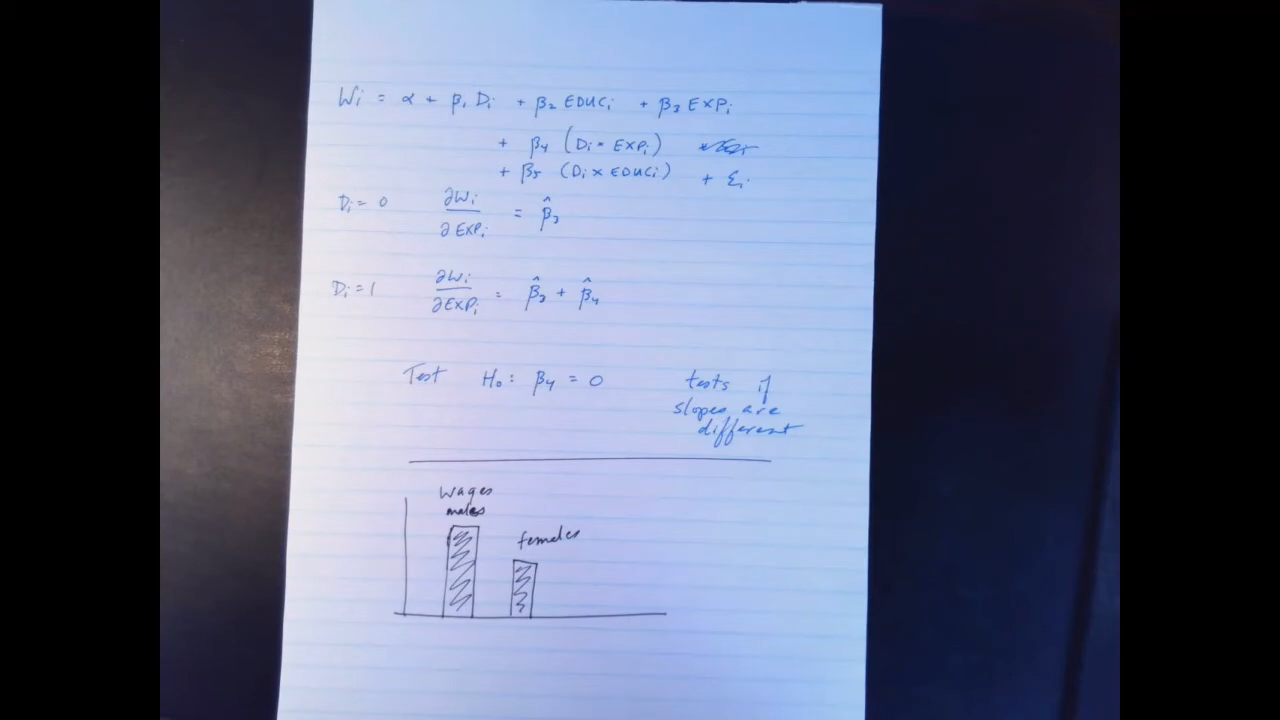 Wi = α + β₁ Di + β₂ EDUCi + β₃ EXPi
+ β₄ (Di × EXPi)
+ β₅ (Di × EDUCi) + εi
Di = 0 ∂Wi/∂EXPi = β̂₃
Di = 1 ∂Wi/∂EXPi = β̂₃ + β̂₄
Test H₀: β₄ = 0 tests if
slopes are
different
wages
males
females